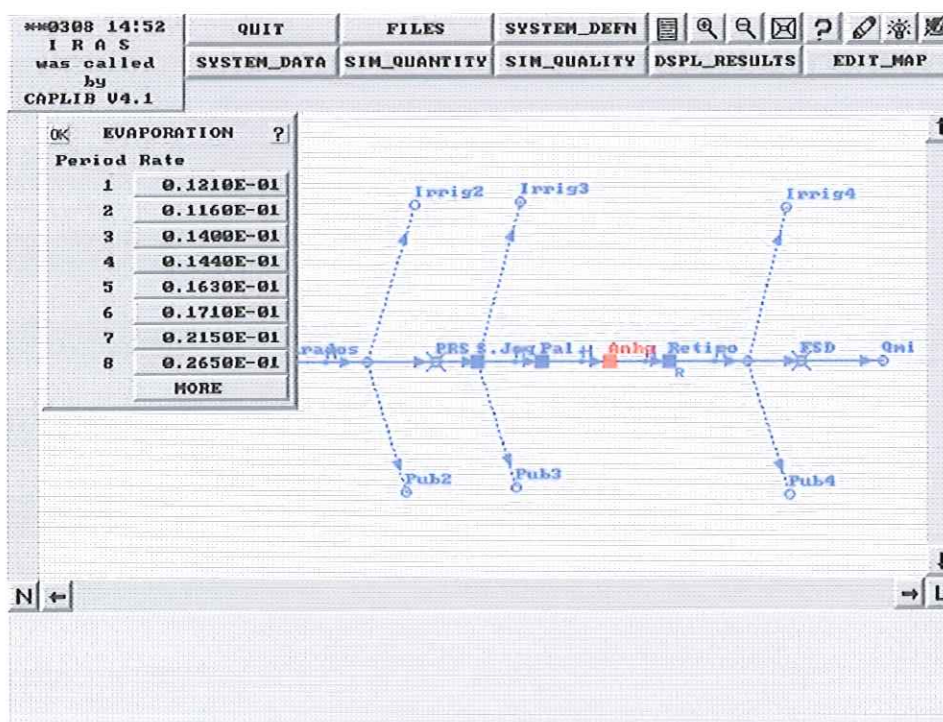 **0308 14:52
I R A S
was called
by
CAPLIB V4.1
QUIT FILES SYSTEM_DEFN ?
SYSTEM_DATA SIM_QUANTITY SIM_QUALITY DSPL_RESULTS EDIT_MAP
OK EVAPORATION ?
Period Rate
1 0.1210E-01
2 0.1160E-01
3 0.1400E-01
4 0.1440E-01
5 0.1630E-01
6 0.1710E-01
7 0.2150E-01
8 0.2650E-01
MORE
Irrig2 Irrig3 Irrig4
rados PRS Pal Anhg Retiro ESD Qmi
R
Pub2 Pub3 Pub4
N L